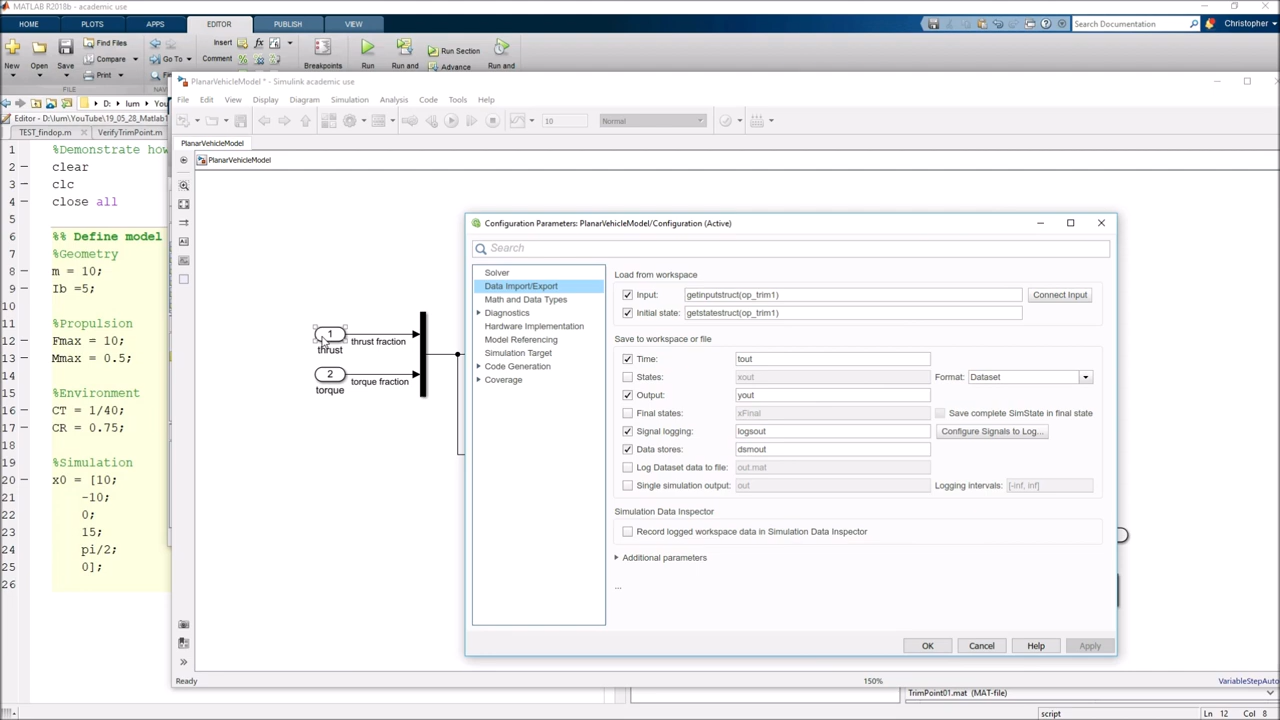 MATLAB R2018b - academic use
HOME PLOTS APPS EDITOR PUBLISH VIEW Search Documentation Christopher
New Open Save Find Files Compare Print Go To Insert Comment Breakpoints Run Run and Run Section Advance Run and
FILE
D: lum
Editor - D:\lum\YouTube\19_05_28_Matlab1
TEST_findop.m VerifyTrimPoint.m
1 %Demonstrate how
2 clear
3 clc
4 close all
5
6 %% Define model
7 %Geometry
8 m = 10;
9 Ib =5;
10
11 %Propulsion
12 Fmax = 10;
13 Mmax = 0.5;
14
15 %Environment
16 CT = 1/40;
17 CR = 0.75;
18
19 %Simulation
20 x0 = [10;
21 -10;
22 0;
23 15;
24 pi/2;
25 0];
26
PlanarVehicleModel * - Simulink academic use
File Edit View Display Diagram Simulation Analysis Code Tools Help
10 Normal
PlanarVehicleModel
PlanarVehicleModel
1 thrust fraction
thrust
2 torque fraction
torque
Configuration Parameters: PlanarVehicleModel/Configuration (Active)
Search
Solver
Data Import/Export
Math and Data Types
Diagnostics
Hardware Implementation
Model Referencing
Simulation Target
Code Generation
Coverage
Load from workspace
Input: getinputstruct(op_trim1) Connect Input
Initial state: getstatestruct(op_trim1)
Save to workspace or file
Time: tout
States: xout Format: Dataset
Output: yout
Final states: xFinal Save complete SimState in final state
Signal logging: logsout Configure Signals to Log...
Data stores: dsmout
Log Dataset data to file: out.mat
Single simulation output: out Logging intervals: [-inf, inf]
Simulation Data Inspector
Record logged workspace data in Simulation Data Inspector
Additional parameters
...
OK Cancel Help Apply
Ready 150% VariableStepAuto
TrimPoint01.mat (MAT-file)
script Ln 12 Col 8